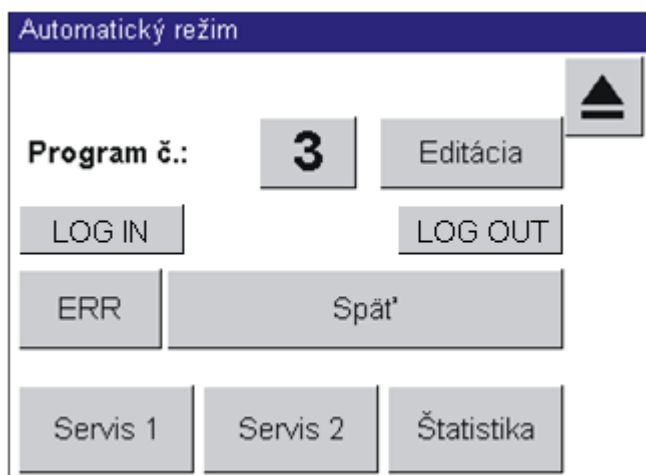 Automatický režim
Program č.: 3 Editácia
LOG IN LOG OUT
ERR Späť
Servis 1 Servis 2 Štatistika